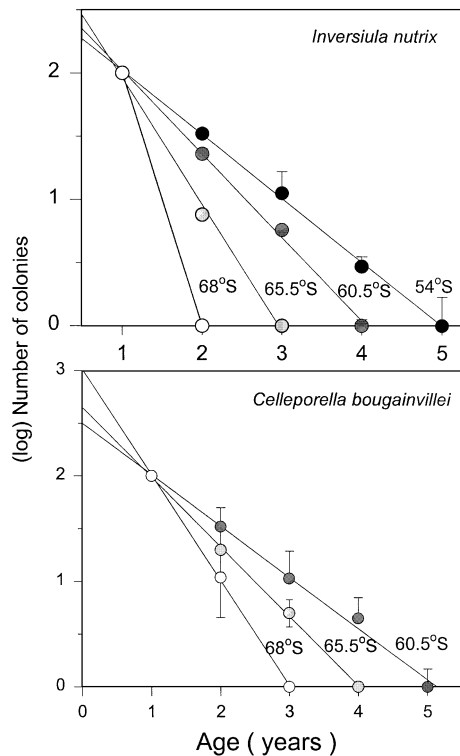 Inversiula nutrix
2
1
0
68°S
65.5°S
60.5°S
54°S
1 2 3 4 5
(log) Number of colonies
3
Celleporella bougainvillei
2
1
0
68°S
65.5°S
60.5°S
0 1 2 3 4 5
Age ( years )